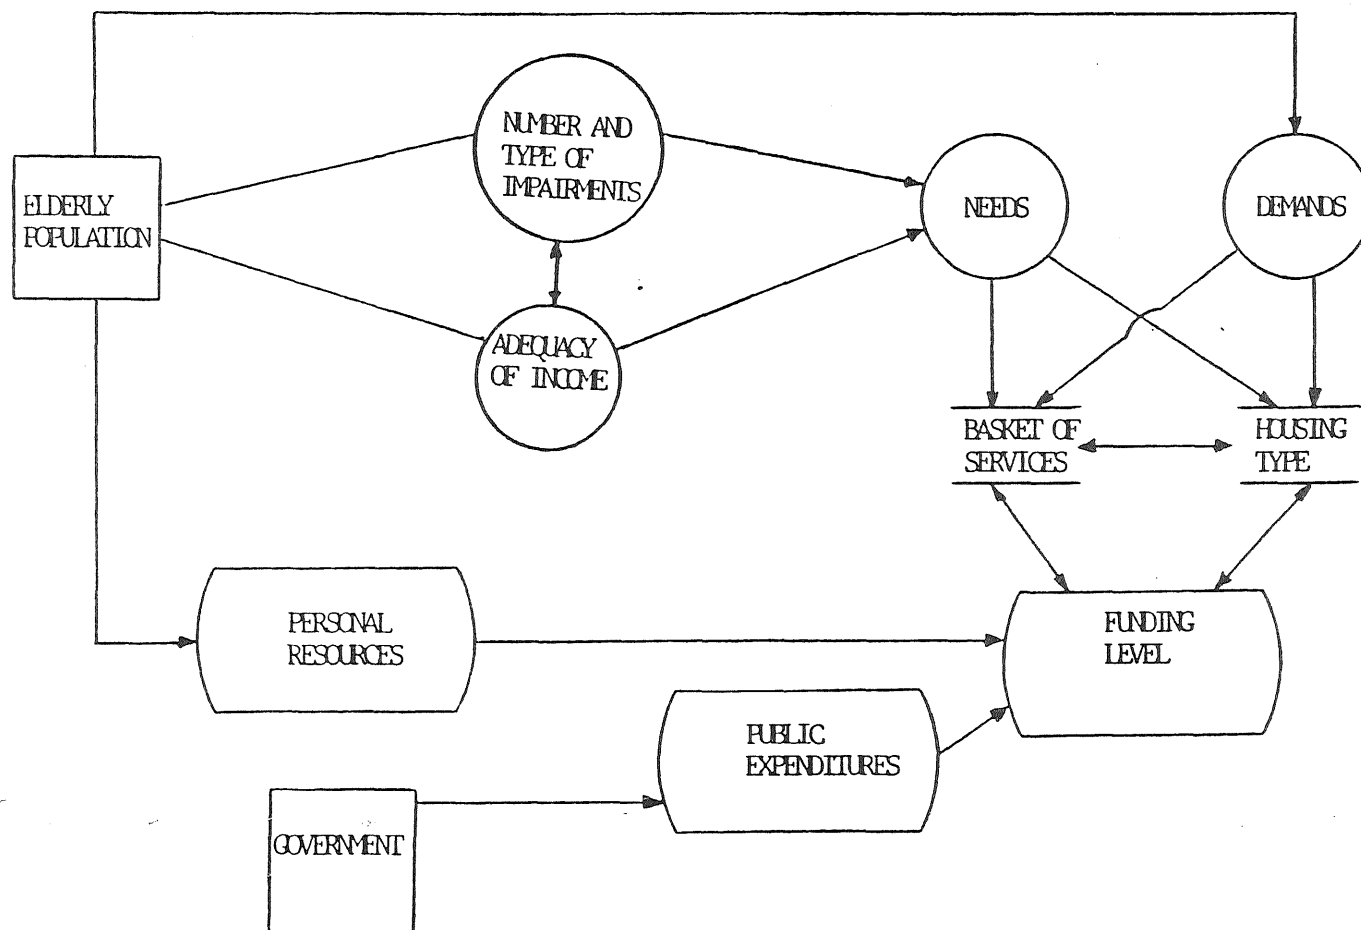 NUMBER AND
TYPE OF
IMPAIRMENTS
ELDERLY
POPULATION
NEEDS
DEMANDS
ADEQUACY
OF INCOME
BASKET OF
SERVICES
HOUSING
TYPE
PERSONAL
RESOURCES
FUNDING
LEVEL
PUBLIC
EXPENDITURES
GOVERNMENT